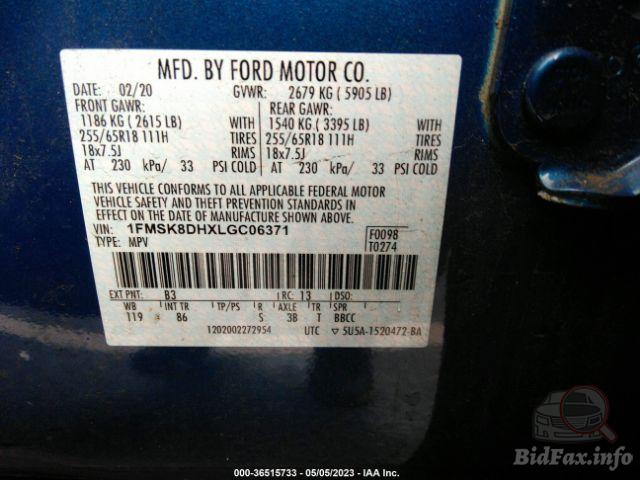 MFD. BY FORD MOTOR CO.
DATE: 02/20 GVWR: 2679 KG ( 5905 LB)
FRONT GAWR: REAR GAWR:
1186 KG ( 2615 LB) WITH 1540 KG ( 3395 LB) WITH
255/65R18 111H TIRES 255/65R18 111H TIRES
18x7.5J RIMS 18x7.5J RIMS
AT 230 kPa/ 33 PSI COLD AT 230 kPa/ 33 PSI COLD
THIS VEHICLE CONFORMS TO ALL APPLICABLE FEDERAL MOTOR
VEHICLE SAFETY AND THEFT PREVENTION STANDARDS IN
EFFECT ON THE DATE OF MANUFACTURE SHOWN ABOVE.
VIN: 1FMSK8DHXLGC06371 F0098
TYPE: MPV T0274
EXT PNT: B3 RC: 13 DSO:
WB INT TR TP/PS R AXLE TR SPR
119 86 S 3B T BBCC
1202002272954 UTC ▽ 5U5A-1520472-BA
BidFax.info
000-36515733 - 05/05/2023 - IAA Inc.